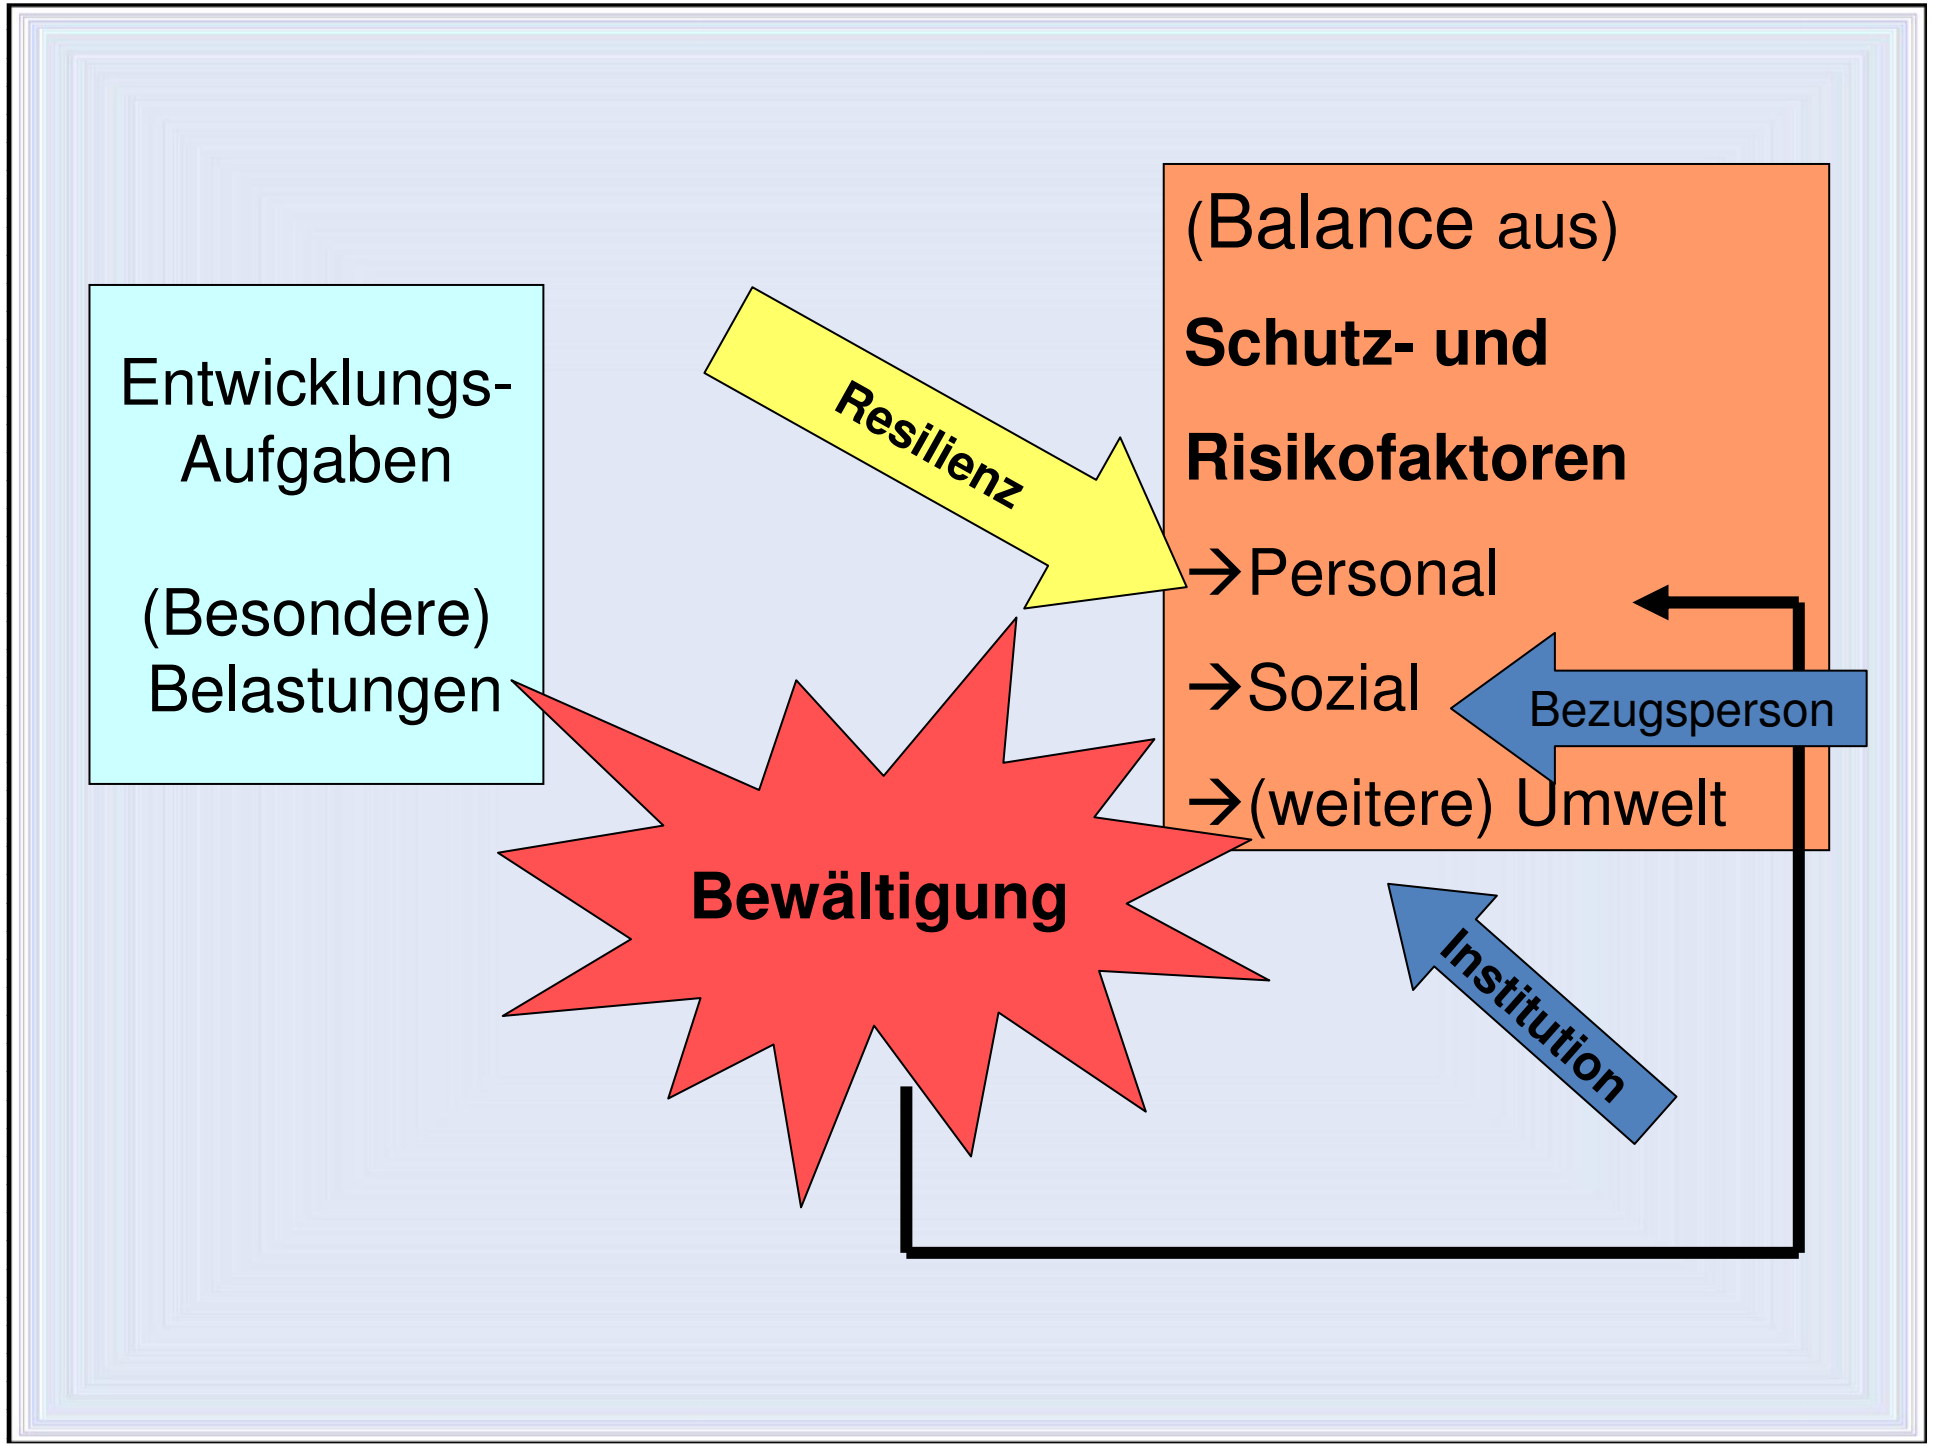 Entwicklungs-
Aufgaben
(Besondere)
Belastungen
Resilienz
(Balance aus)
Schutz- und
Risikofaktoren
→Personal
→Sozial
→(weitere) Umwelt
Bezugsperson
Bewältigung
Institution